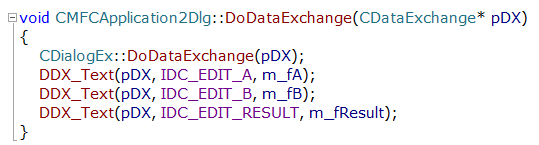 void CMFCApplication2Dlg::DoDataExchange(CDataExchange* pDX)
{
CDialogEx::DoDataExchange(pDX);
DDX_Text(pDX, IDC_EDIT_A, m_fA);
DDX_Text(pDX, IDC_EDIT_B, m_fB);
DDX_Text(pDX, IDC_EDIT_RESULT, m_fResult);
}